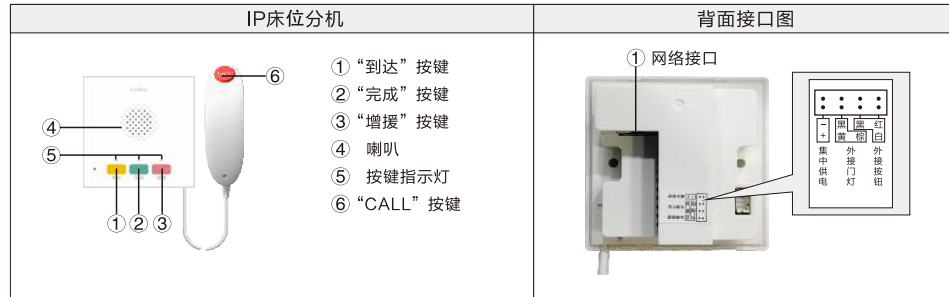 IP床位分机
背面接口图
① “到达”按键
② “完成”按键
③ “增援”按键
④ 喇叭
⑤ 按键指示灯
⑥ “CALL”按键
④
⑤
⑥
① ② ③
① 网络接口
－ 黑 黑 红
＋ 黄 棕 白
集中供电
外接门灯
外接按钮